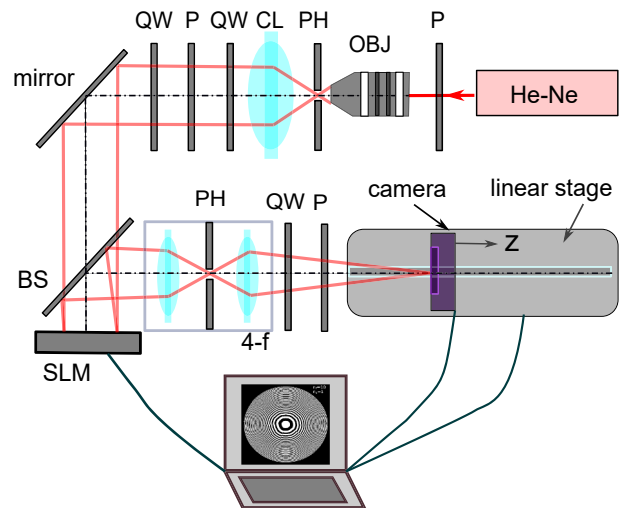 QW P QW CL PH OBJ P
mirror
He-Ne
PH QW P camera linear stage
z
BS
4-f
SLM